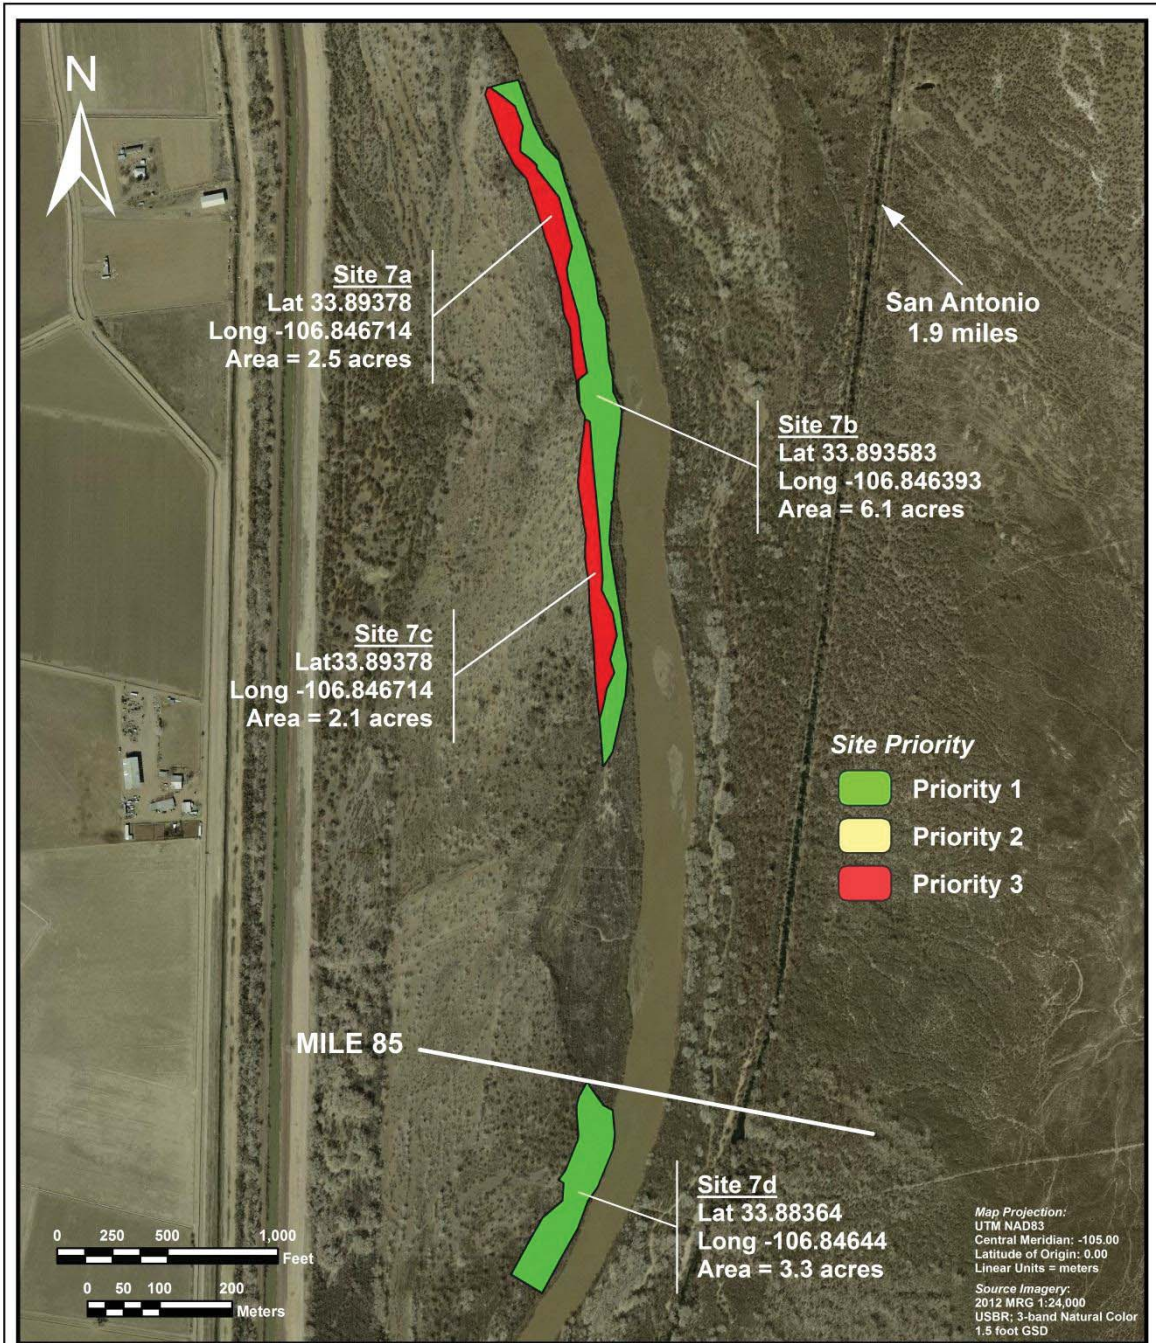 N
Site 7a
Lat 33.89378
Long -106.846714
Area = 2.5 acres
San Antonio
1.9 miles
Site 7b
Lat 33.893583
Long -106.846393
Area = 6.1 acres
Site 7c
Lat33.89378
Long -106.846714
Area = 2.1 acres
Site Priority
Priority 1
Priority 2
Priority 3
MILE 85
Site 7d
Lat 33.88364
Long -106.84644
Area = 3.3 acres
0 250 500 1,000
Feet
0 50 100 200
Meters
Map Projection:
UTM NAD83
Central Meridian: -105.00
Latitude of Origin: 0.00
Linear Units = meters
Source Imagery:
2012 MRG 1:24,000
USBR; 3-band Natural Color
1.5 foot GSD